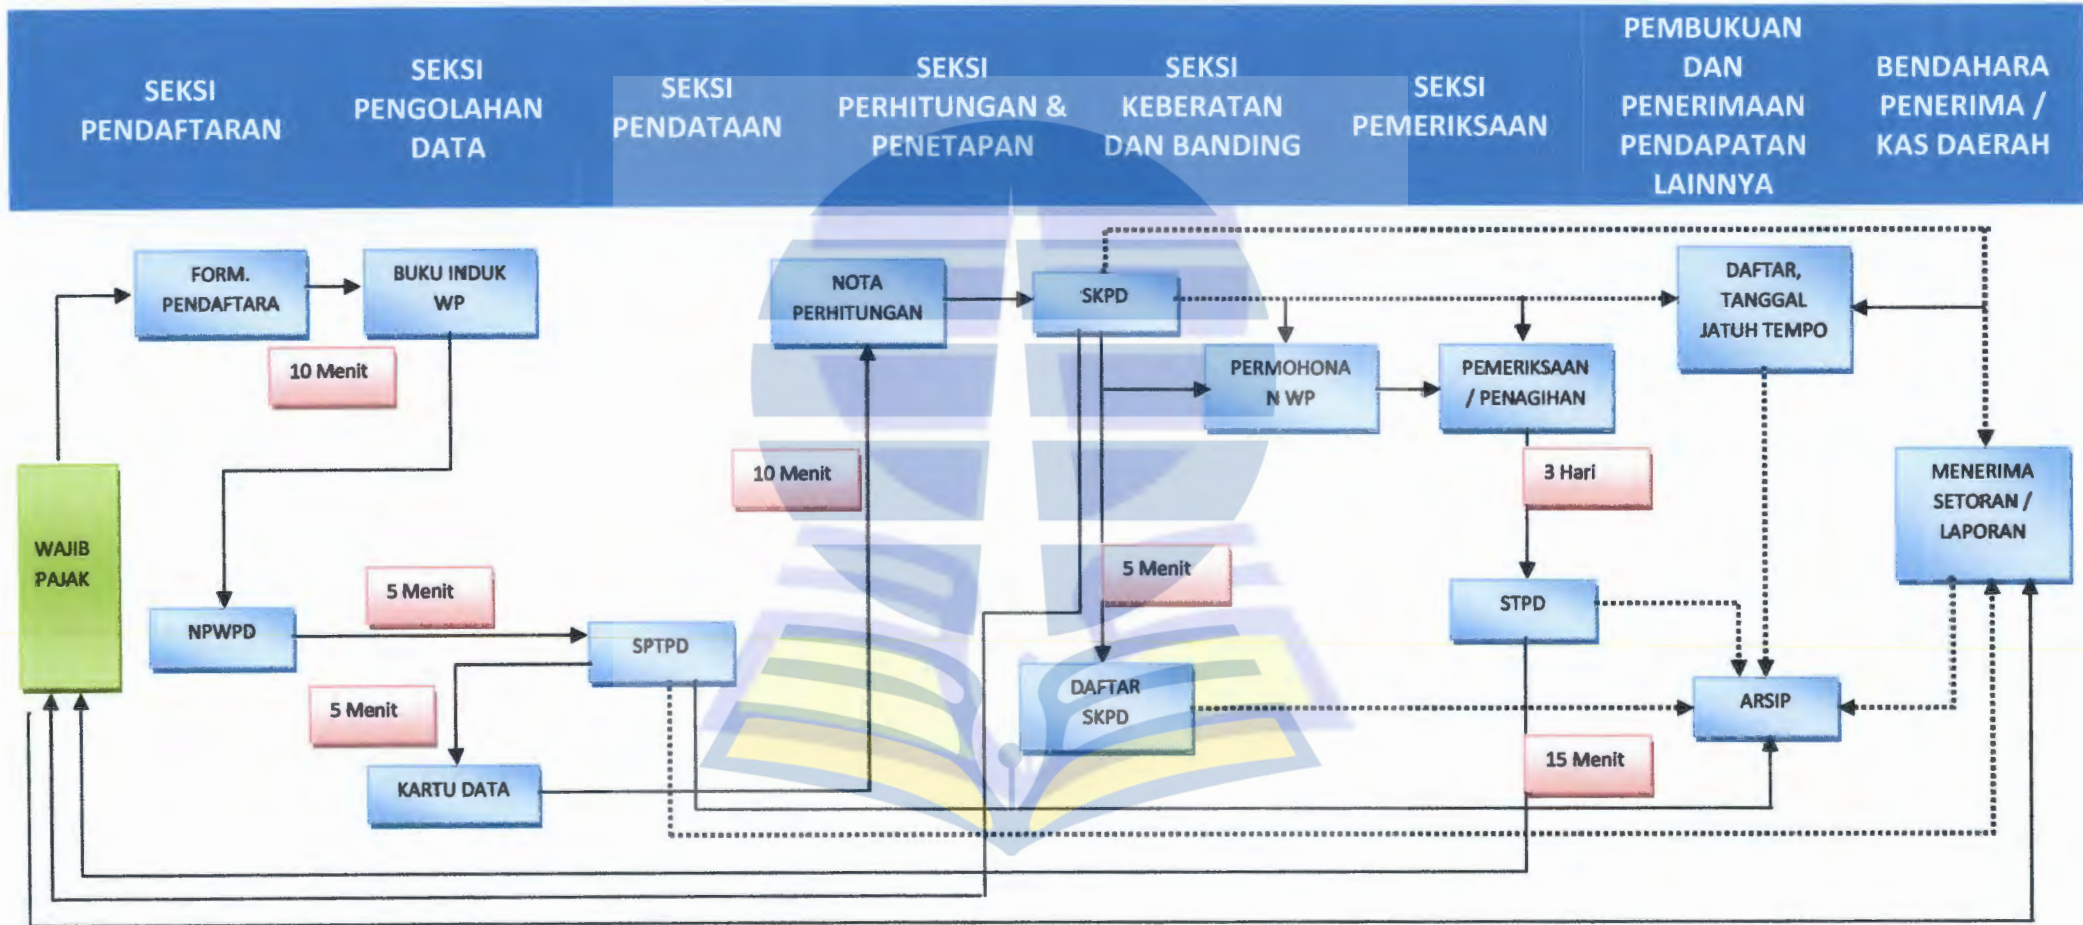 SEKSI
PENDAFTARAN
SEKSI
PENGOLAHAN
DATA
SEKSI
PENDATAAN
SEKSI
PERHITUNGAN &
PENETAPAN
SEKSI
KEBERATAN
DAN BANDING
SEKSI
PEMERIKSAAN
PEMBUKUAN
DAN
PENERIMAAN
PENDAPATAN
LAINNYA
BENDAHARA
PENERIMA /
KAS DAERAH
FORM.
PENDAFTARA
BUKU INDUK
WP
10 Menit
NOTA
PERHITUNGAN
SKPD
DAFTAR,
TANGGAL
JATUH TEMPO
PERMOHONA
N WP
PEMERIKSAAN
/ PENAGIHAN
10 Menit
3 Hari
MENERIMA
SETORAN /
LAPORAN
WAJIB
PAJAK
5 Menit
5 Menit
NPWPD
SPTPD
STPD
5 Menit
DAFTAR
SKPD
ARSIP
KARTU DATA
15 Menit